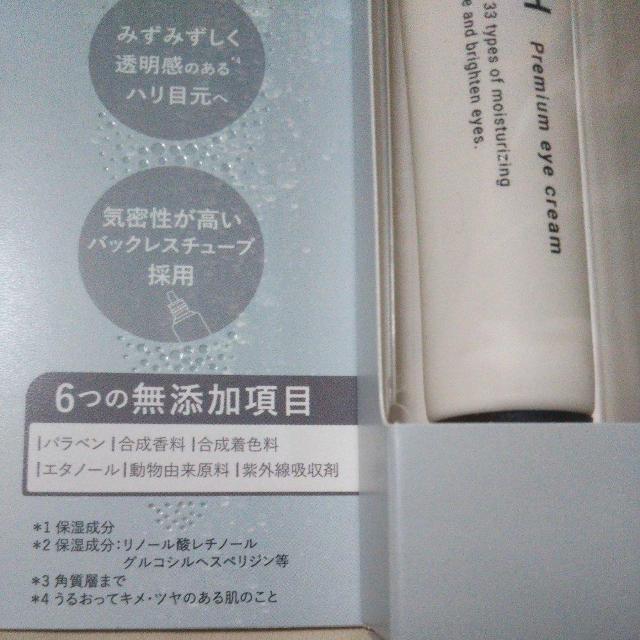 みずみずしく
透明感のある*4
ハリ目元へ
気密性が高い
バックレスチューブ
採用
6つの無添加項目
|パラベン|合成香料|合成着色料
|エタノール|動物由来原料|紫外線吸収剤
*1 保湿成分
*2 保湿成分:リノール酸レチノール
グルコシルヘスペリジン等
*3 角質層まで
*4 うるおってキメ・ツヤのある肌のこと
H
Premium eye cream
33 types of moisturizing
and brighten eyes.